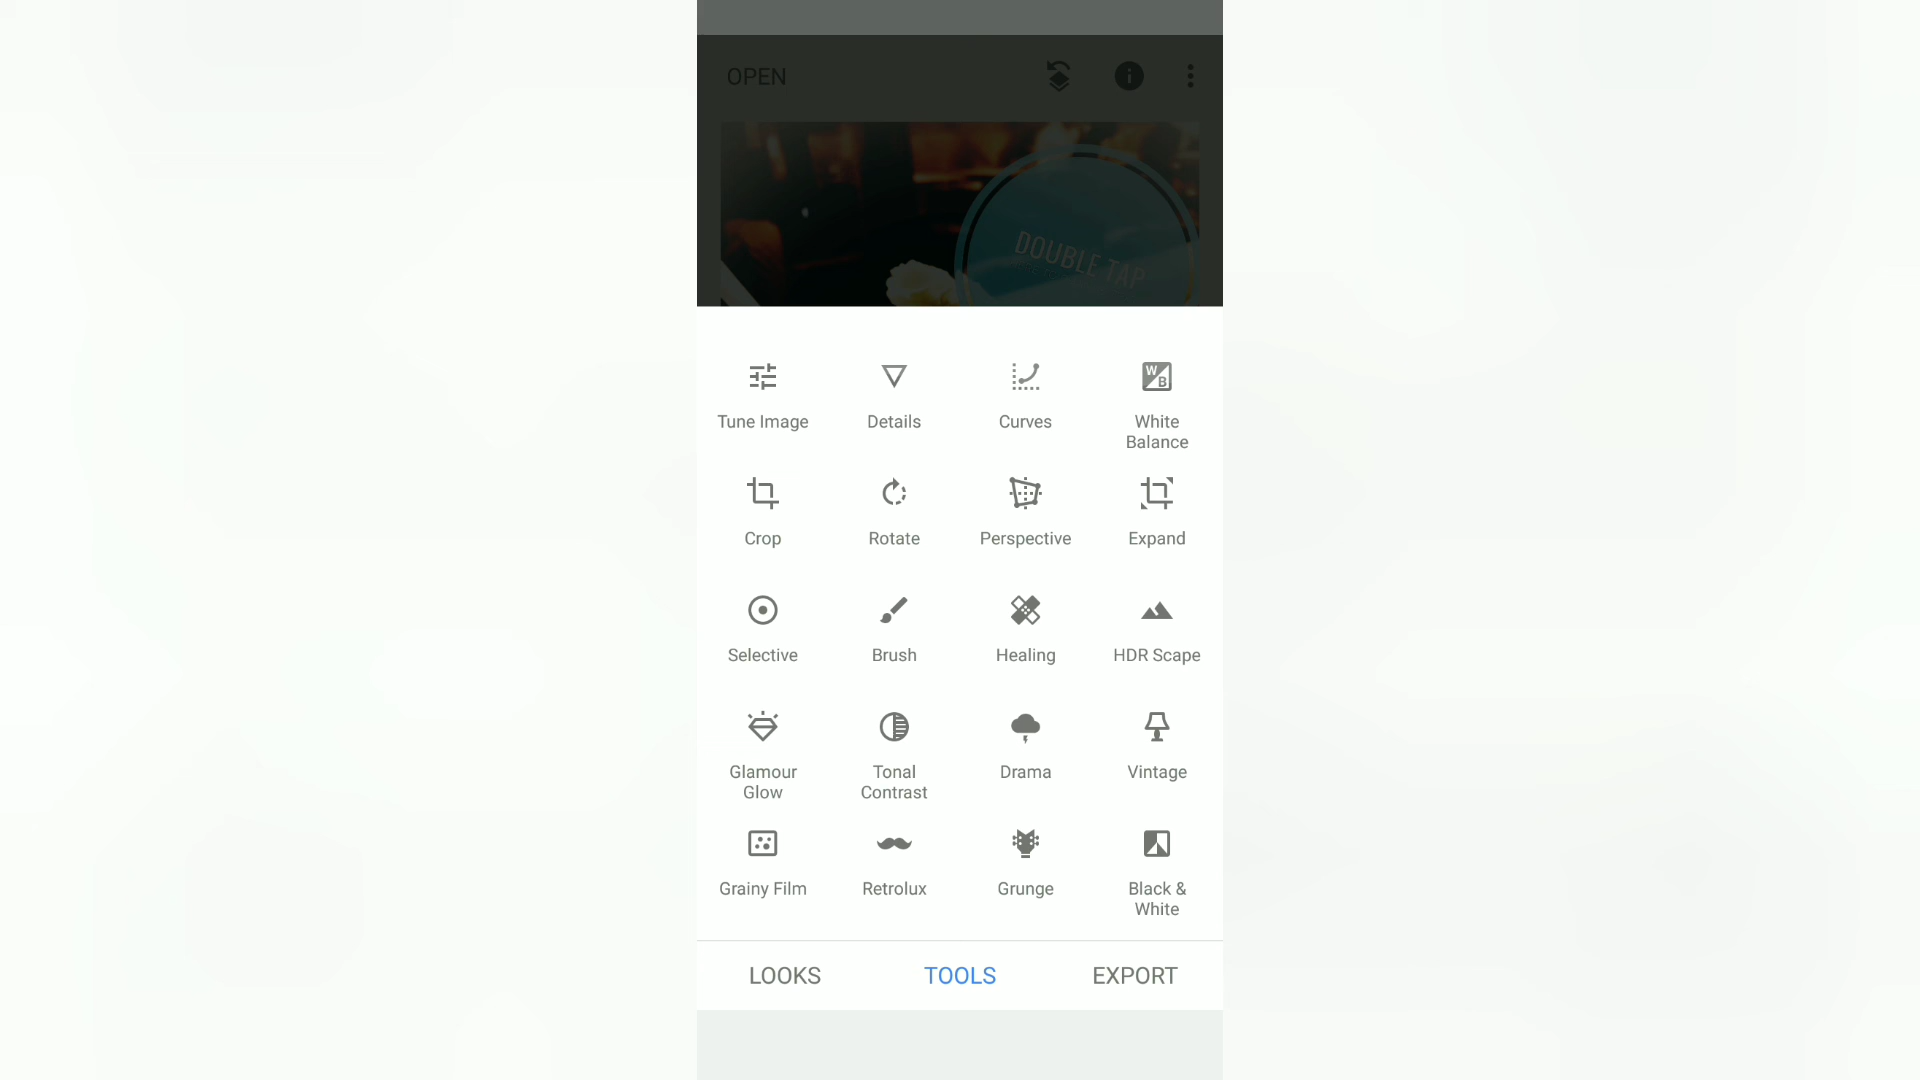 OPEN
DOUBLE TAP
Tune Image
Details
Curves
White
Balance
Crop
Rotate
Perspective
Expand
Selective
Brush
Healing
HDR Scape
Glamour
Glow
Tonal
Contrast
Drama
Vintage
Grainy Film
Retrolux
Grunge
Black &
White
LOOKS
TOOLS
EXPORT